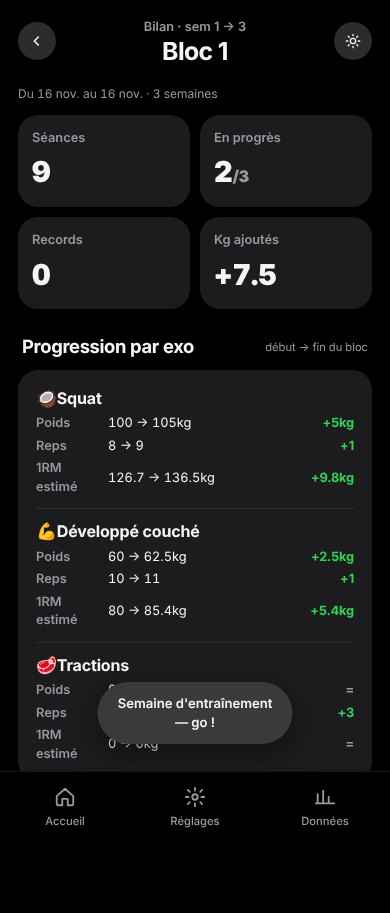 Bilan · sem 1 → 3
Bloc 1
Du 16 nov. au 16 nov. · 3 semaines
Séances
En progrès
9
2/3
Records
Kg ajoutés
0
+7.5
Progression par exo
début → fin du bloc
🥥Squat
Poids 100 → 105kg +5kg
Reps 8 → 9 +1
1RM estimé 126.7 → 136.5kg +9.8kg
💪Développé couché
Poids 60 → 62.5kg +2.5kg
Reps 10 → 11 +1
1RM estimé 80 → 85.4kg +5.4kg
🥩Tractions
Poids =
Reps +3
1RM estimé 0 → 0kg =
Semaine d'entraînement
— go !
Accueil
Réglages
Données